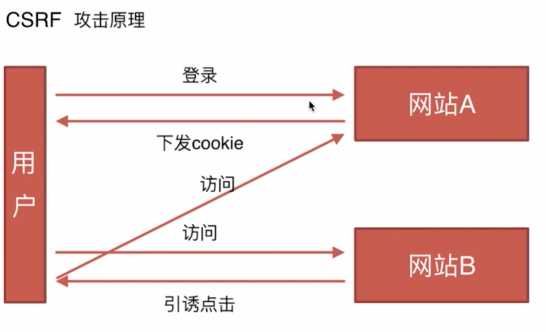 CSRF 攻击原理
登录
网站A
下发cookie
用
户
访问
访问
网站B
引诱点击